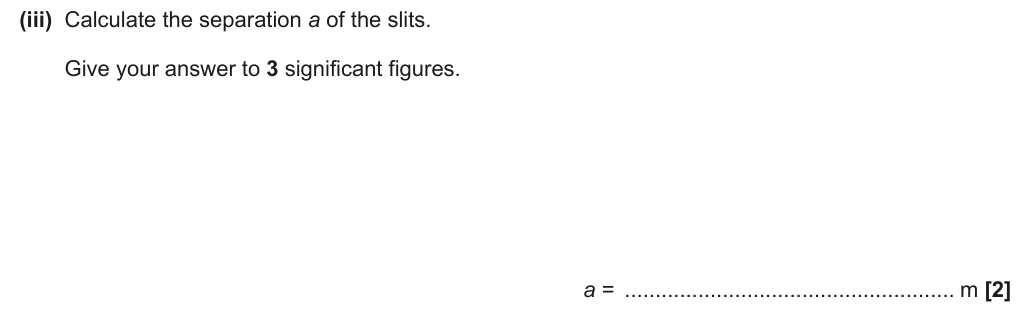 (iii) Calculate the separation a of the slits.
Give your answer to 3 significant figures.
a = ...................................................... m [2]